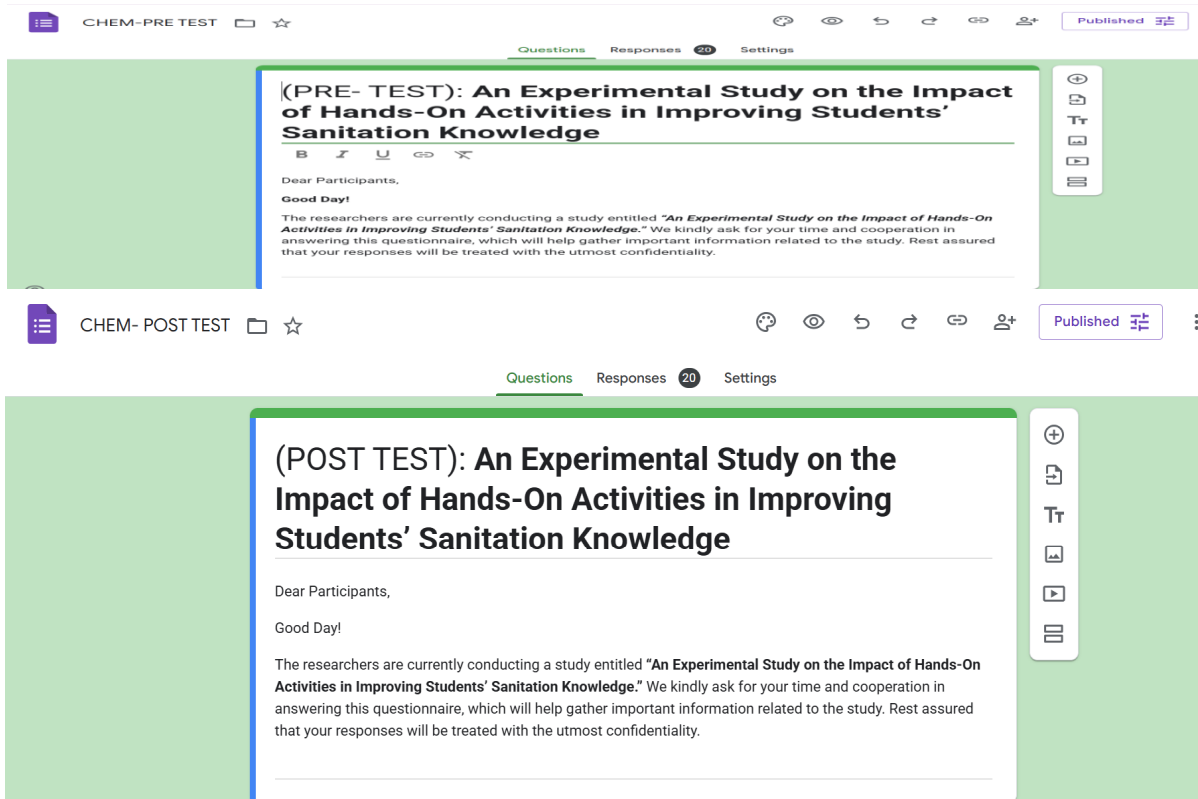 CHEM-PRE TEST
Published
Questions Responses 20 Settings
(PRE- TEST): An Experimental Study on the Impact
of Hands-On Activities in Improving Students’
Sanitation Knowledge
B I U
Dear Participants,
Good Day!
The researchers are currently conducting a study entitled “An Experimental Study on the Impact of Hands-On
Activities in Improving Students’ Sanitation Knowledge.” We kindly ask for your time and cooperation in
answering this questionnaire, which will help gather important information related to the study. Rest assured
that your responses will be treated with the utmost confidentiality.
CHEM- POST TEST
Published
Questions Responses 20 Settings
(POST TEST): An Experimental Study on the
Impact of Hands-On Activities in Improving
Students’ Sanitation Knowledge
Dear Participants,
Good Day!
The researchers are currently conducting a study entitled “An Experimental Study on the Impact of Hands-On
Activities in Improving Students’ Sanitation Knowledge.” We kindly ask for your time and cooperation in
answering this questionnaire, which will help gather important information related to the study. Rest assured
that your responses will be treated with the utmost confidentiality.